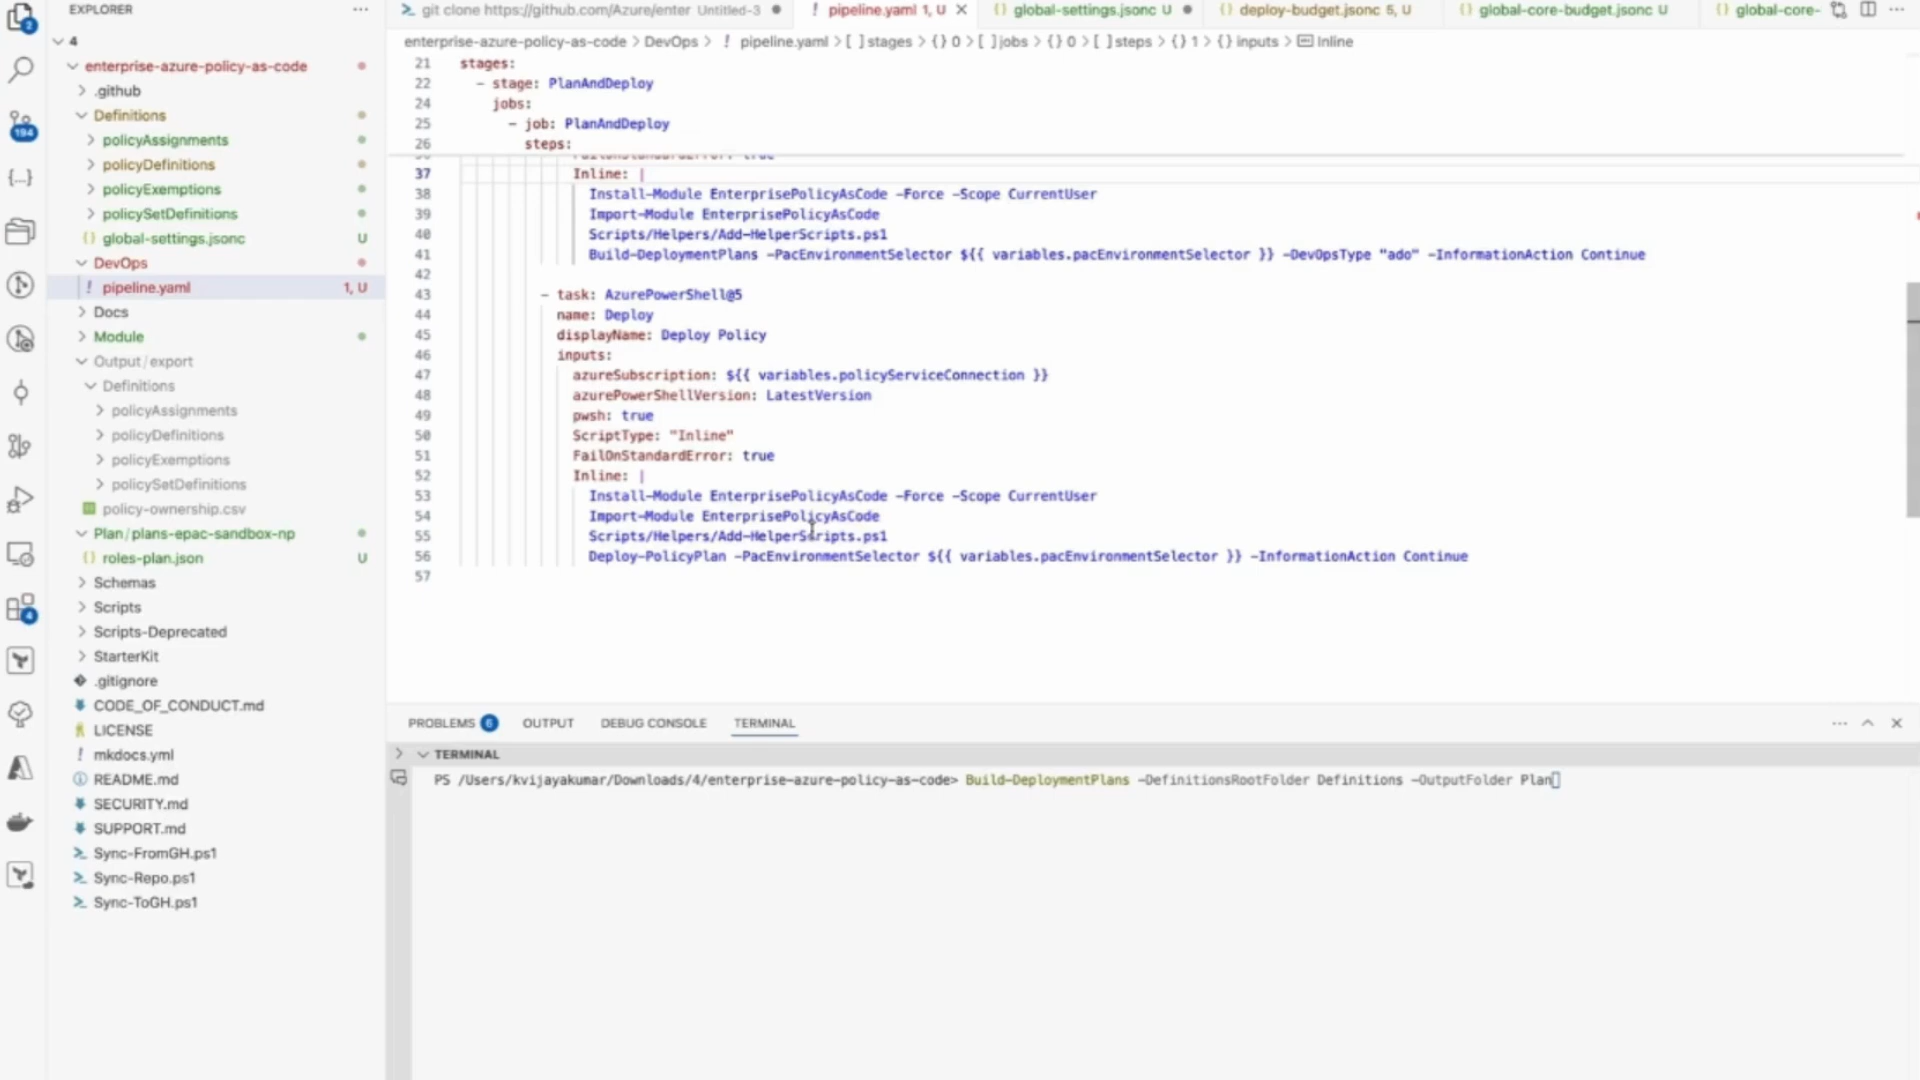 EXPLORER
···
4
enterprise-azure-policy-as-code
.github
Definitions
policyAssignments
policyDefinitions
policyExemptions
policySetDefinitions
global-settings.jsonc U
DevOps
pipeline.yaml 1, U
Docs
Module
Output/export
Definitions
policyAssignments
policyDefinitions
policyExemptions
policySetDefinitions
policy-ownership.csv
Plan/plans-epac-sandbox-np
roles-plan.json U
Schemas
Scripts
Scripts-Deprecated
StarterKit
.gitignore
CODE_OF_CONDUCT.md
LICENSE
mkdocs.yml
README.md
SECURITY.md
SUPPORT.md
Sync-FromGH.ps1
Sync-Repo.ps1
Sync-ToGH.ps1
2
194
4
git clone https://github.com/Azure/enter Untitled-3
pipeline.yaml 1, U
global-settings.jsonc U
deploy-budget.jsonc 5, U
global-core-budget.jsonc U
global-core-
enterprise-azure-policy-as-code > DevOps > ! pipeline.yaml > [ ] stages > {} 0 > [ ] jobs > {} 0 > [ ] steps > {} 1 > {} inputs > Inline
21 stages:
22 - stage: PlanAndDeploy
24 jobs:
25 - job: PlanAndDeploy
26 steps:
37 Inline: |
38 Install-Module EnterprisePolicyAsCode -Force -Scope CurrentUser
39 Import-Module EnterprisePolicyAsCode
40 Scripts/Helpers/Add-HelperScripts.ps1
41 Build-DeploymentPlans -PacEnvironmentSelector ${{ variables.pacEnvironmentSelector }} -DevOpsType "ado" -InformationAction Continue
42
43 - task: AzurePowerShell@5
44 name: Deploy
45 displayName: Deploy Policy
46 inputs:
47 azureSubscription: ${{ variables.policyServiceConnection }}
48 azurePowerShellVersion: LatestVersion
49 pwsh: true
50 ScriptType: "Inline"
51 FailOnStandardError: true
52 Inline: |
53 Install-Module EnterprisePolicyAsCode -Force -Scope CurrentUser
54 Import-Module EnterprisePolicyAsCode
55 Scripts/Helpers/Add-HelperScripts.ps1
56 Deploy-PolicyPlan -PacEnvironmentSelector ${{ variables.pacEnvironmentSelector }} -InformationAction Continue
57
PROBLEMS 6 OUTPUT DEBUG CONSOLE TERMINAL
TERMINAL
PS /Users/kvijayakumar/Downloads/4/enterprise-azure-policy-as-code> Build-DeploymentPlans -DefinitionsRootFolder Definitions -OutputFolder Plan